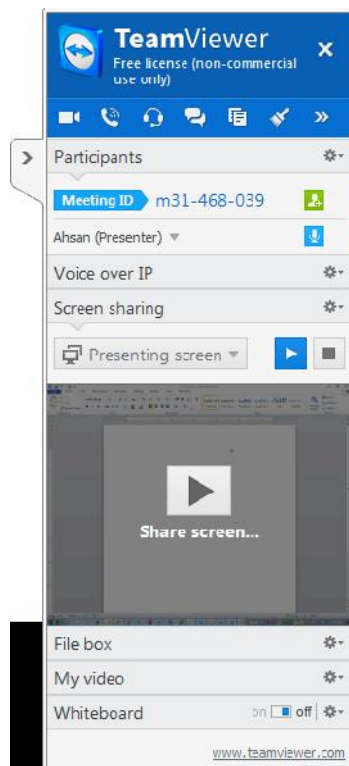 TeamViewer
Free license (non-commercial
use only)
Participants
Meeting ID m31-468-039
Ahsan (Presenter)
Voice over IP
Screen sharing
Presenting screen
Share screen...
File box
My video
Whiteboard on off
www.teamviewer.com